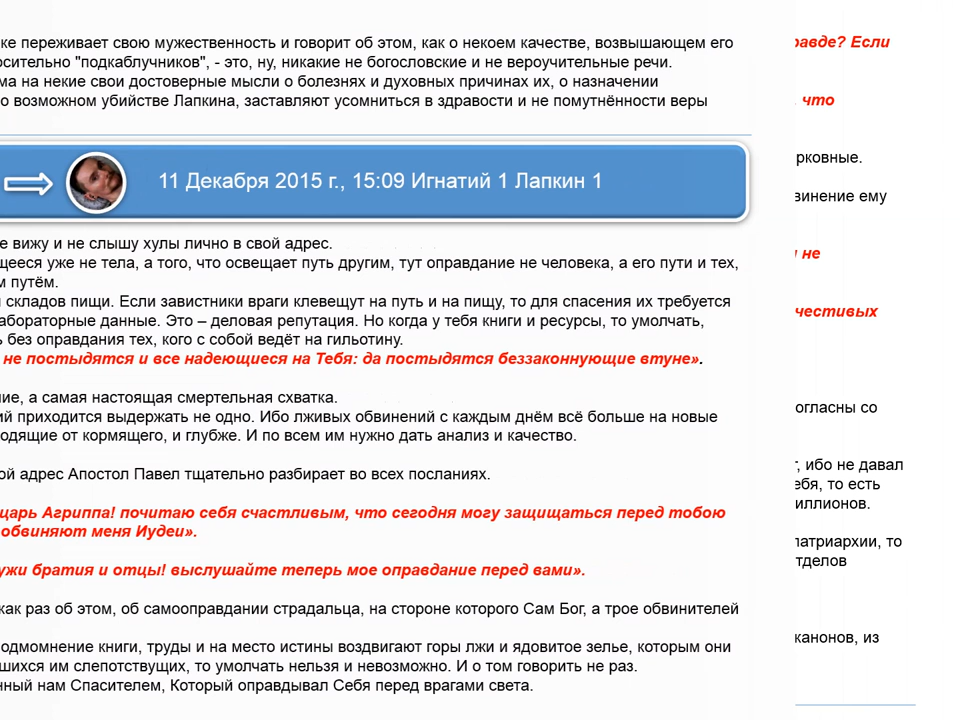 ке переживает свою мужественность и говорит об этом, как о некоем качестве, возвышающем его
осительно "подкаблучников", - это, ну, никакие не богословские и не вероучительные речи.
ма на некие свои достоверные мысли о болезнях и духовных причинах их, о назначении
о возможном убийстве Лапкина, заставляют усомниться в здравости и не помутнённости веры
11 Декабря 2015 г., 15:09 Игнатий 1 Лапкин 1
е вижу и не слышу хулы лично в свой адрес.
щееся уже не тела, а того, что освещает путь другим, тут оправдание не человека, а его пути и тех,
м путём.
складов пищи. Если завистники враги клевещут на путь и на пищу, то для спасения их требуется
абораторные данные. Это – деловая репутация. Но когда у тебя книги и ресурсы, то умолчать,
ь без оправдания тех, кого с собой ведёт на гильотину.
не постыдятся и все надеющиеся на Тебя: да постыдятся беззаконнующие втуне».
ние, а самая настоящая смертельная схватка.
ий приходится выдержать не одно. Ибо лживых обвинений с каждым днём всё больше на новые
одящие от кормящего, и глубже. И по всем им нужно дать анализ и качество.
ой адрес Апостол Павел тщательно разбирает во всех посланиях.
царь Агриппа! почитаю себя счастливым, что сегодня могу защищаться перед тобою
обвиняют меня Иудеи».
ужи братия и отцы! выслушайте теперь мое оправдание перед вами».
как раз об этом, об самооправдании страдальца, на стороне которого Сам Бог, а трое обвинителей
одмомнение книги, труды и на место истины воздвигают горы лжи и ядовитое зелье, которым они
шихся им слепотствущих, то умолчать нельзя и невозможно. И о том говорить не раз.
нный нам Спасителем, Который оправдывал Себя перед врагами света.
равде? Если
что
рковные.
винение ему
не
честивых
огласны со
т, ибо не давал
ебя, то есть
иллионов.
патриархии, то
тделов
канонов, из